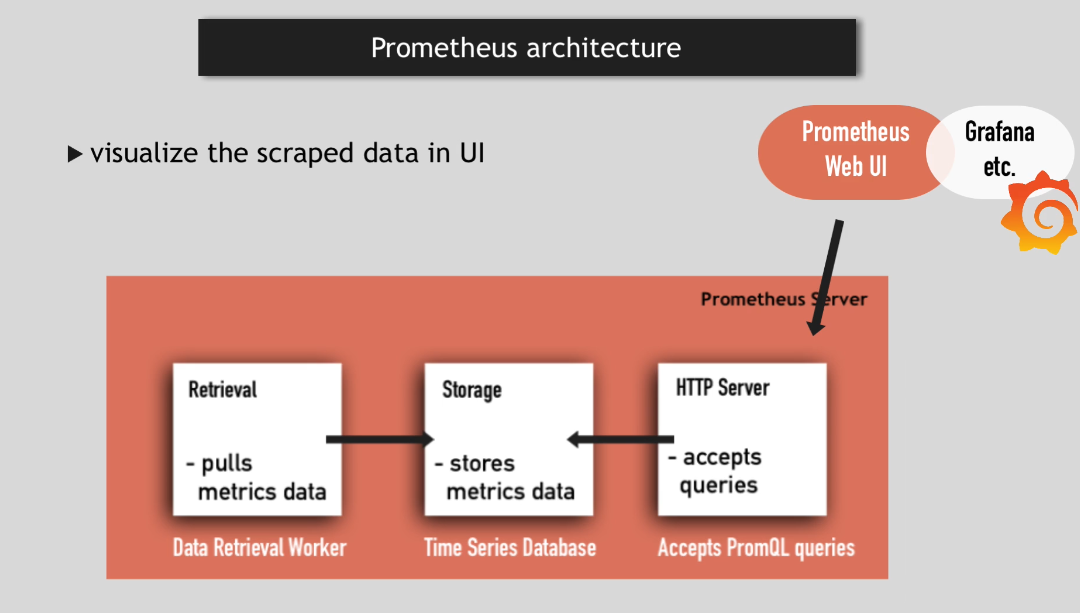 Prometheus architecture
▶ visualize the scraped data in UI
Prometheus
Web UI
Grafana
etc.
Prometheus Server
Retrieval
- pulls
metrics data
Data Retrieval Worker
Storage
- stores
metrics data
Time Series Database
HTTP Server
- accepts
queries
Accepts PromQL queries